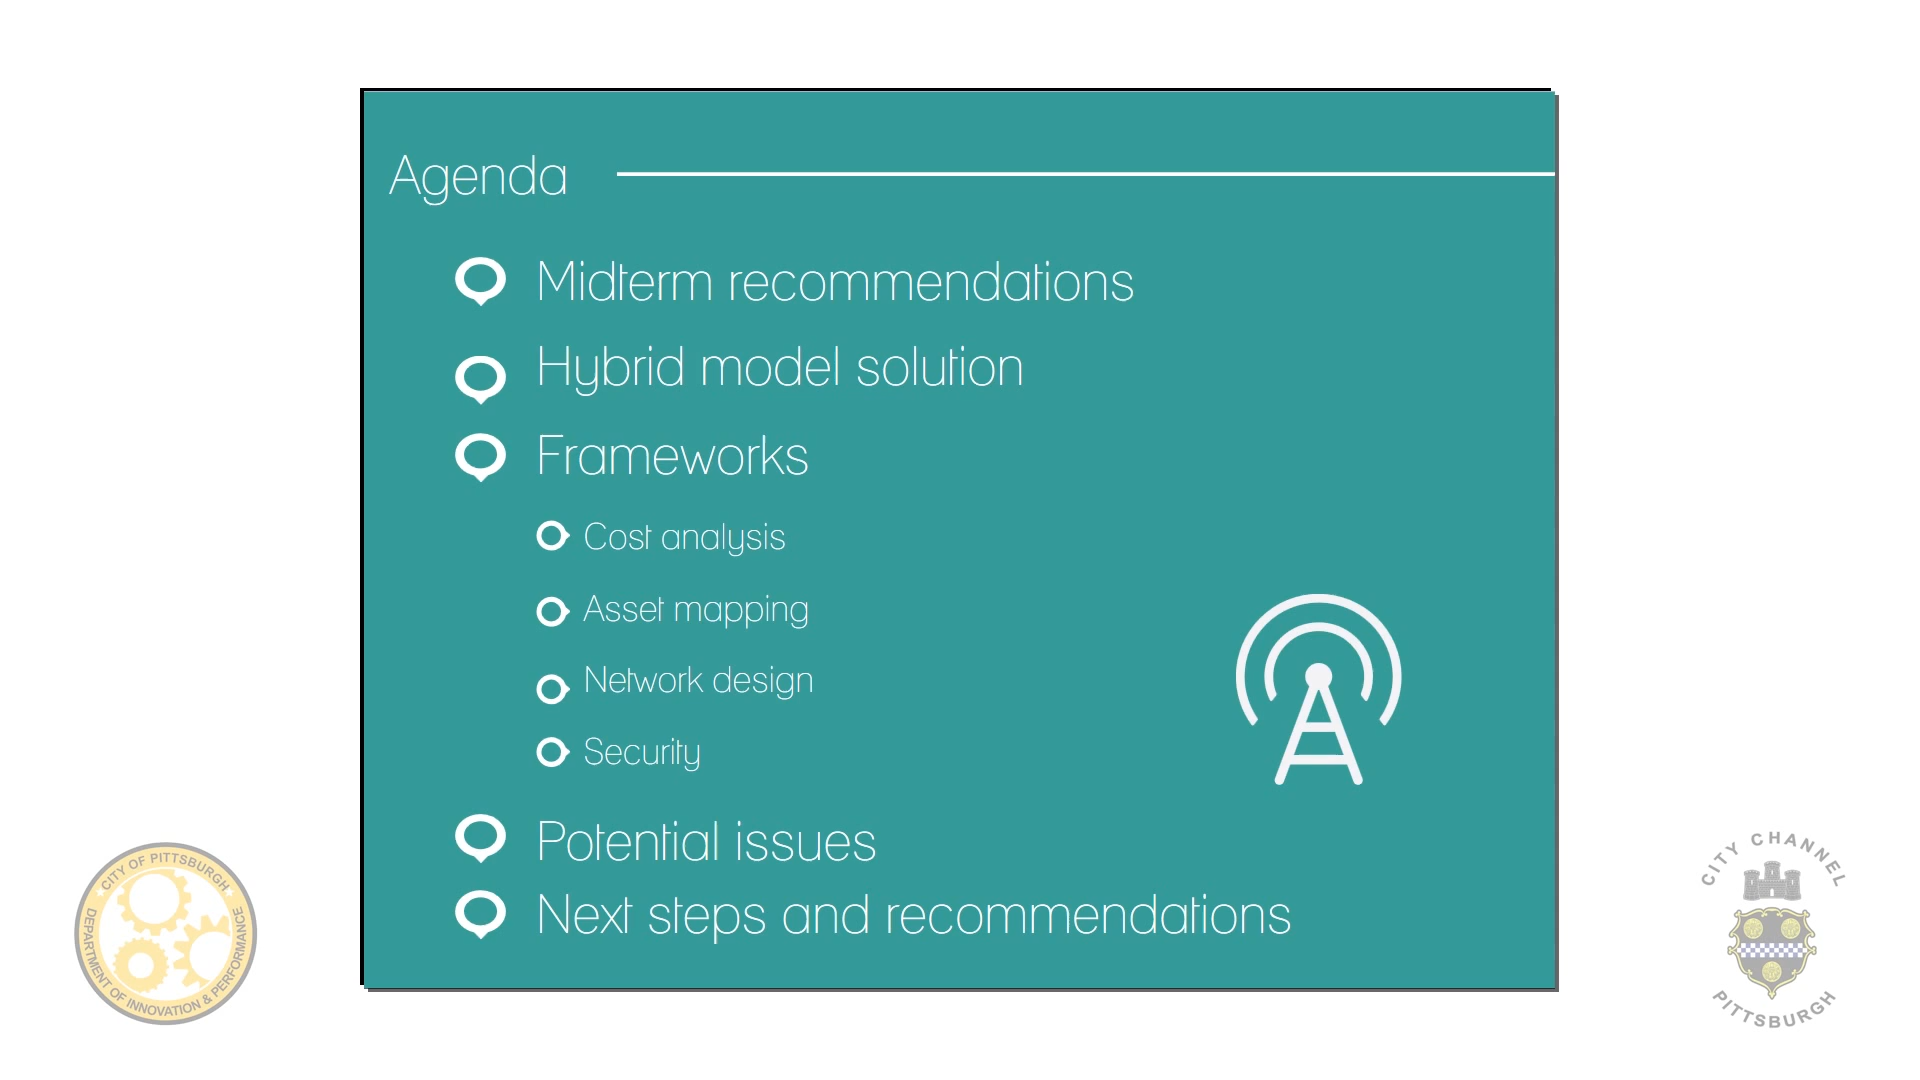 Agenda
Midterm recommendations
Hybrid model solution
Frameworks
Cost analysis
Asset mapping
Network design
Security
Potential issues
Next steps and recommendations
CITY OF PITTSBURGH
DEPARTMENT OF INNOVATION & PERFORMANCE
CITY CHANNEL
PITTSBURGH